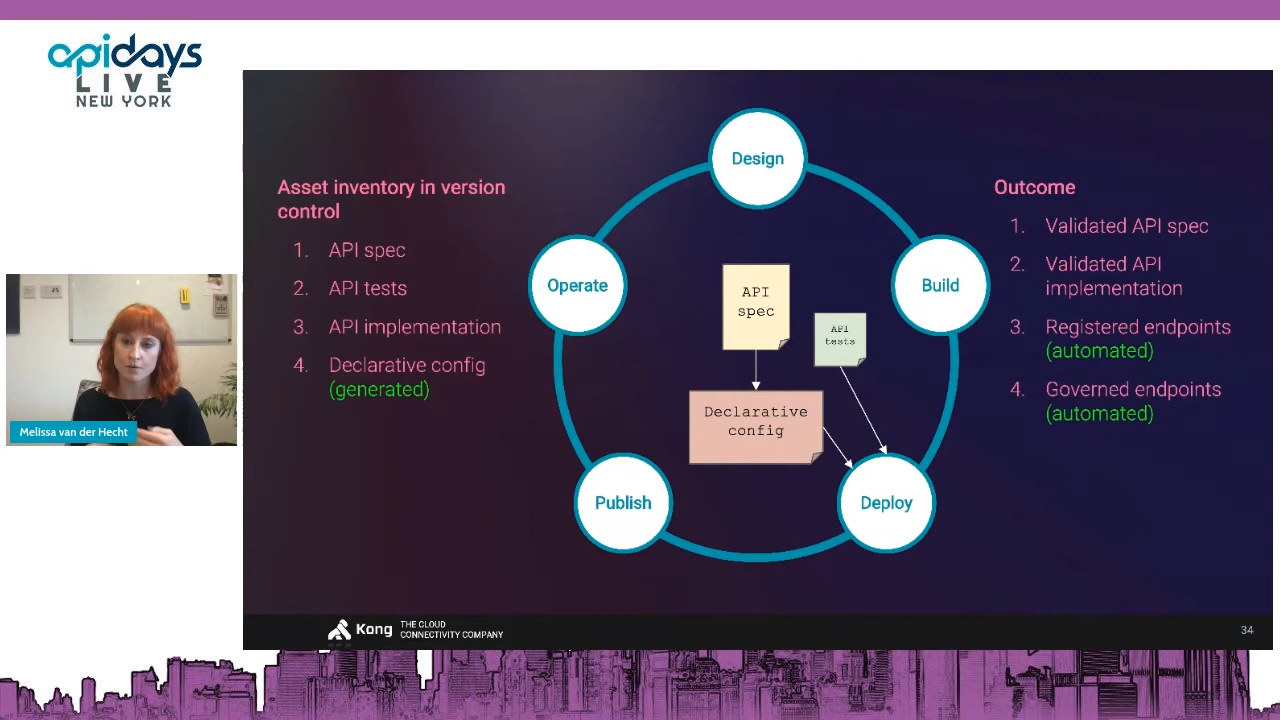 apidays
LIVE
NEW YORK
Asset inventory in version
control
1. API spec
2. API tests
3. API implementation
4. Declarative config
(generated)
Design
Operate
Build
Publish
Deploy
API
spec
API
tests
Declarative
config
Outcome
1. Validated API spec
2. Validated API
implementation
3. Registered endpoints
(automated)
4. Governed endpoints
(automated)
Melissa van der Hecht
Kong
THE CLOUD
CONNECTIVITY COMPANY
34